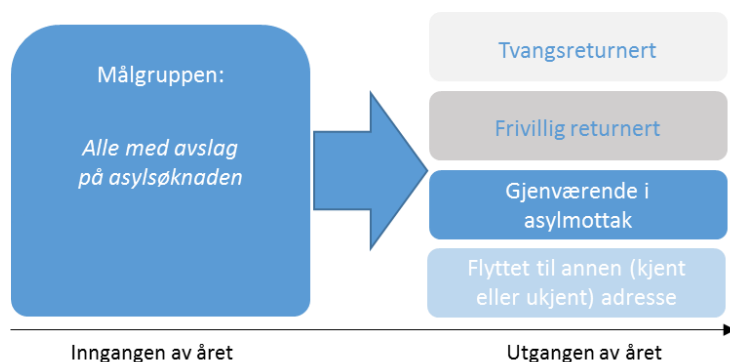 Målgruppen:
Alle med avslag
på asylsøknaden
Tvangsreturnert
Frivillig returnert
Gjenværende i
asylmottak
Flyttet til annen (kjent
eller ukjent) adresse
Inngangen av året
Utgangen av året